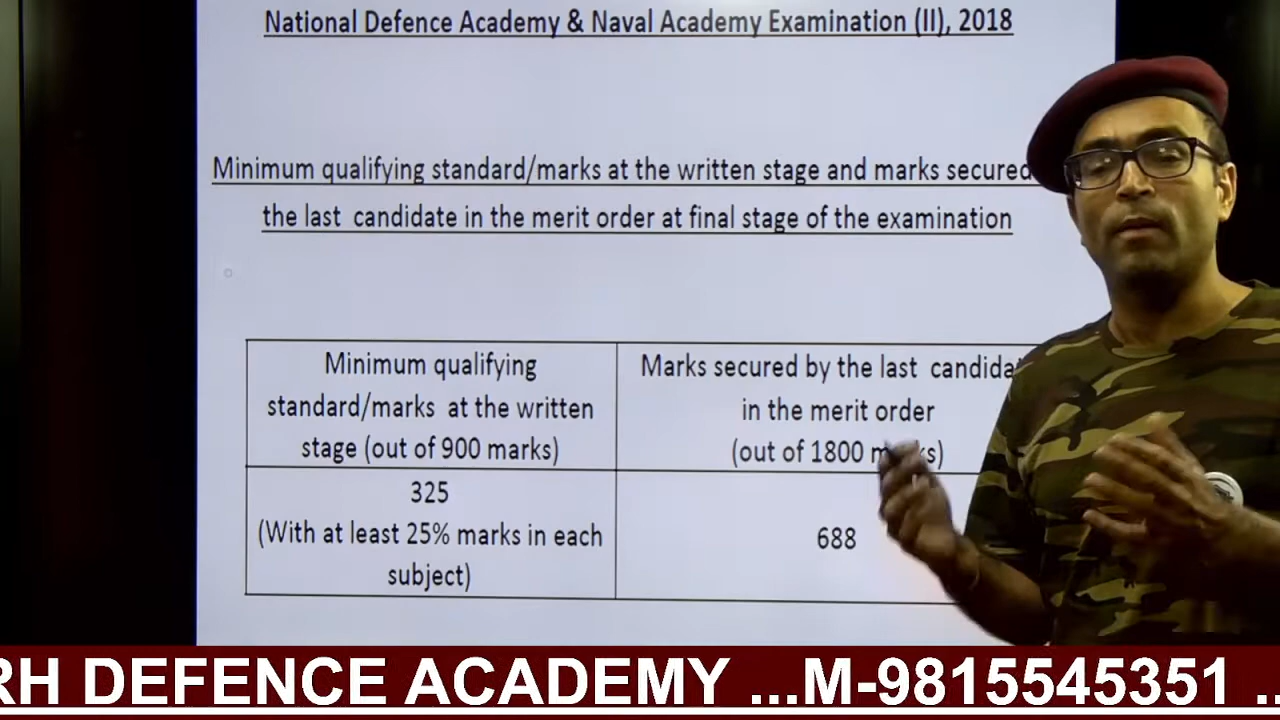 National Defence Academy & Naval Academy Examination (II), 2018
Minimum qualifying standard/marks at the written stage and marks secured
the last candidate in the merit order at final stage of the examination
Minimum qualifying
standard/marks at the written
stage (out of 900 marks)
Marks secured by the last
in the merit order
(out of 1800
325
(With at least 25% marks in each
subject)
688
RH DEFENCE ACADEMY ...M-9815545351 ..